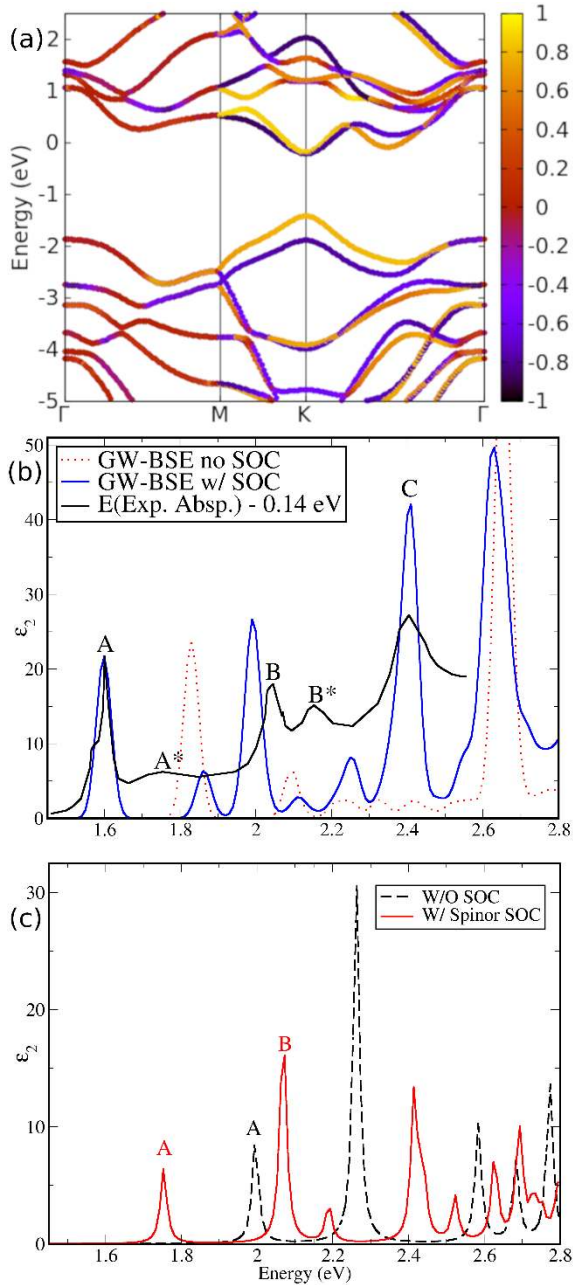 (a)
2
1
0
-1
-2
-3
-4
-5
Energy (eV)
Γ M K Γ
1
0.8
0.6
0.4
0.2
0
-0.2
-0.4
-0.6
-0.8
-1
(b)
50
40
30
20
10
0
ε2
GW-BSE no SOC
GW-BSE w/ SOC
E(Exp. Absp.) - 0.14 eV
A
A*
B
B*
C
1.6 1.8 2 2.2 2.4 2.6 2.8
(c)
30
20
10
0
ε2
W/O SOC
W/ Spinor SOC
A
A
B
1.6 1.8 2 2.2 2.4 2.6 2.8
Energy (eV)